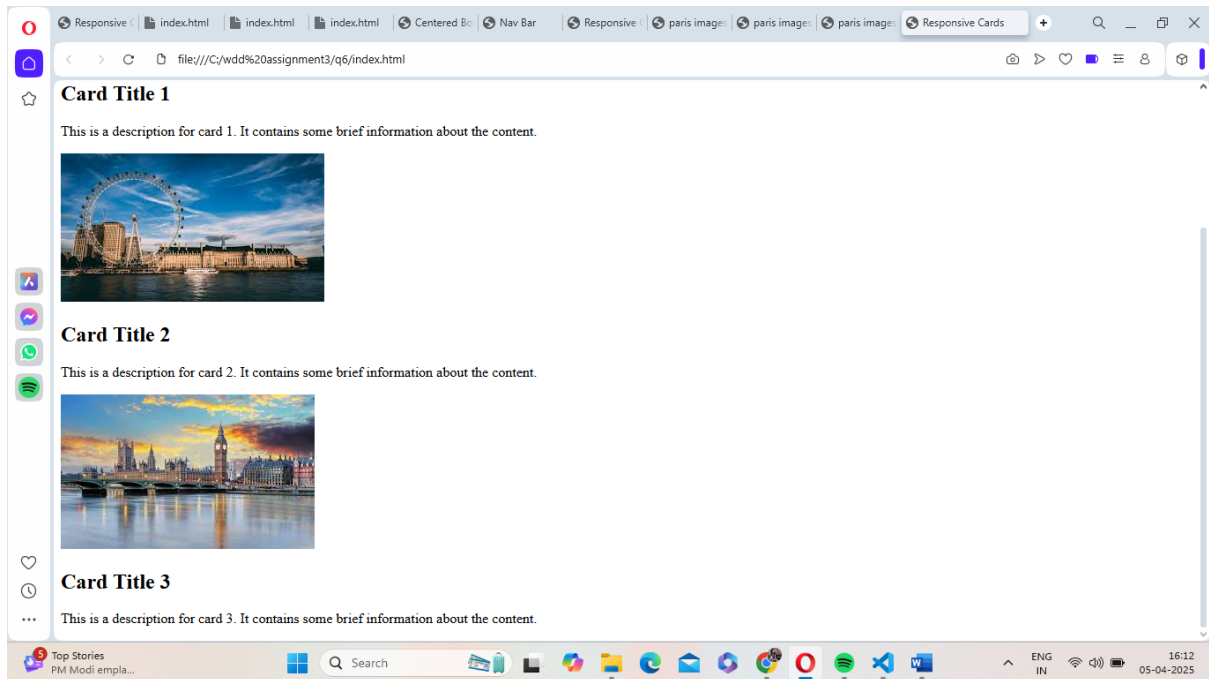 Responsive C
index.html
index.html
index.html
Centered Bo
Nav Bar
Responsive (
paris images
paris images
paris images
Responsive Cards
file:///C:/wdd%20assignment3/q6/index.html
Card Title 1
This is a description for card 1. It contains some brief information about the content.
Card Title 2
This is a description for card 2. It contains some brief information about the content.
Card Title 3
This is a description for card 3. It contains some brief information about the content.
5
Top Stories
PM Modi empla...
Search
W
ENG
IN
16:12
05-04-2025